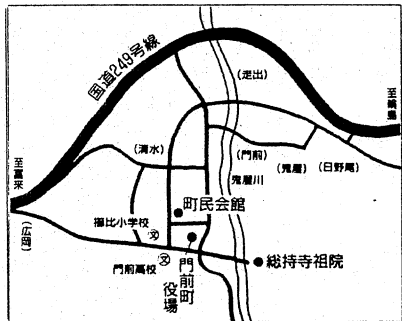 国道249号線
(走出)
至輪島
(清水)
(門前)
(鬼屋)
(日野尾)
鬼屋川
至富来
町民会館
櫛比小学校
文
(広岡)
門前高校
文
門前町
役場
総持寺祖院